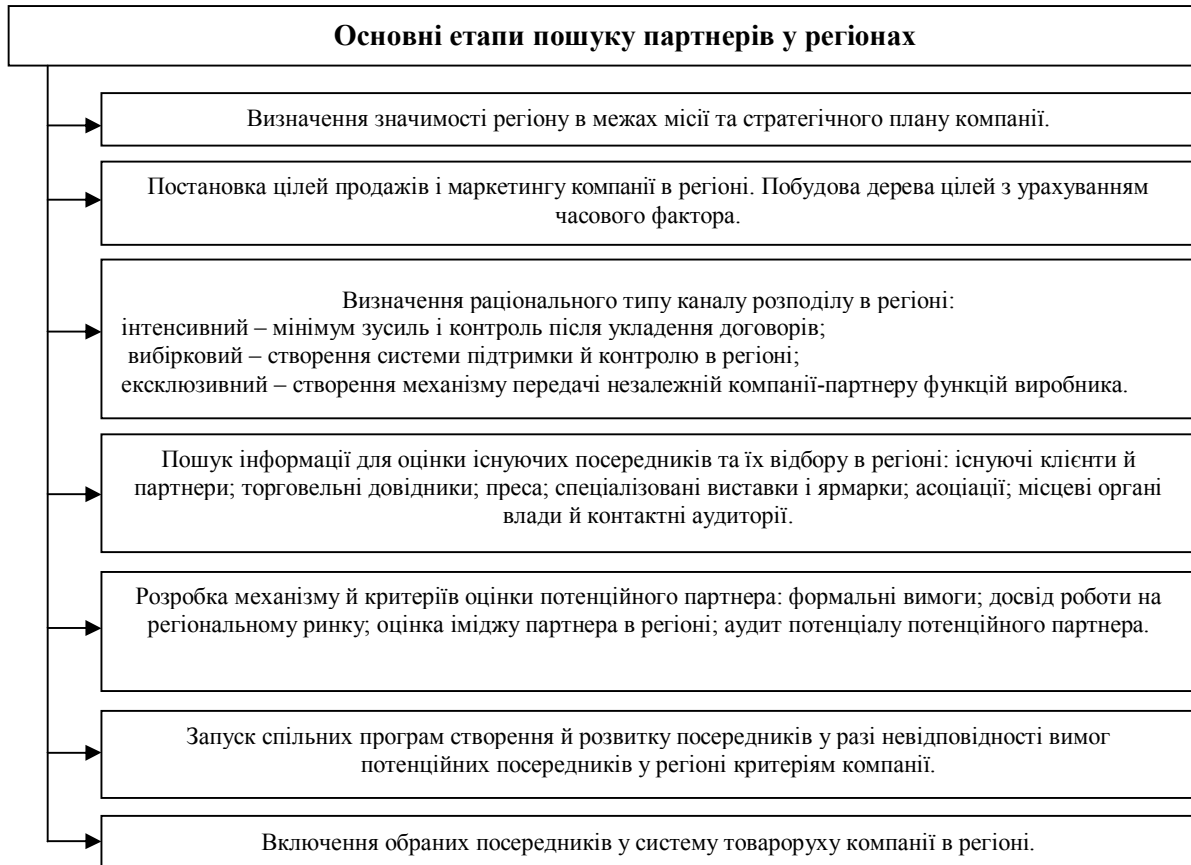 Основні етапи пошуку партнерів у регіонах
Визначення значимості регіону в межах місії та стратегічного плану компанії.
Постановка цілей продажів і маркетингу компанії в регіоні. Побудова дерева цілей з урахуванням
часового фактора.
Визначення раціонального типу каналу розподілу в регіоні:
інтенсивний – мінімум зусиль і контроль після укладення договорів;
вибірковий – створення системи підтримки й контролю в регіоні;
ексклюзивний – створення механізму передачі незалежній компанії-партнеру функцій виробника.
Пошук інформації для оцінки існуючих посередників та їх відбору в регіоні: існуючі клієнти й
партнери; торговельні довідники; преса; спеціалізовані виставки і ярмарки; асоціації; місцеві органі
влади й контактні аудиторії.
Розробка механізму й критеріїв оцінки потенційного партнера: формальні вимоги; досвід роботи на
регіональному ринку; оцінка іміджу партнера в регіоні; аудит потенціалу потенційного партнера.
Запуск спільних програм створення й розвитку посередників у разі невідповідності вимог
потенційних посередників у регіоні критеріям компанії.
Включення обраних посередників у систему товароруху компанії в регіоні.